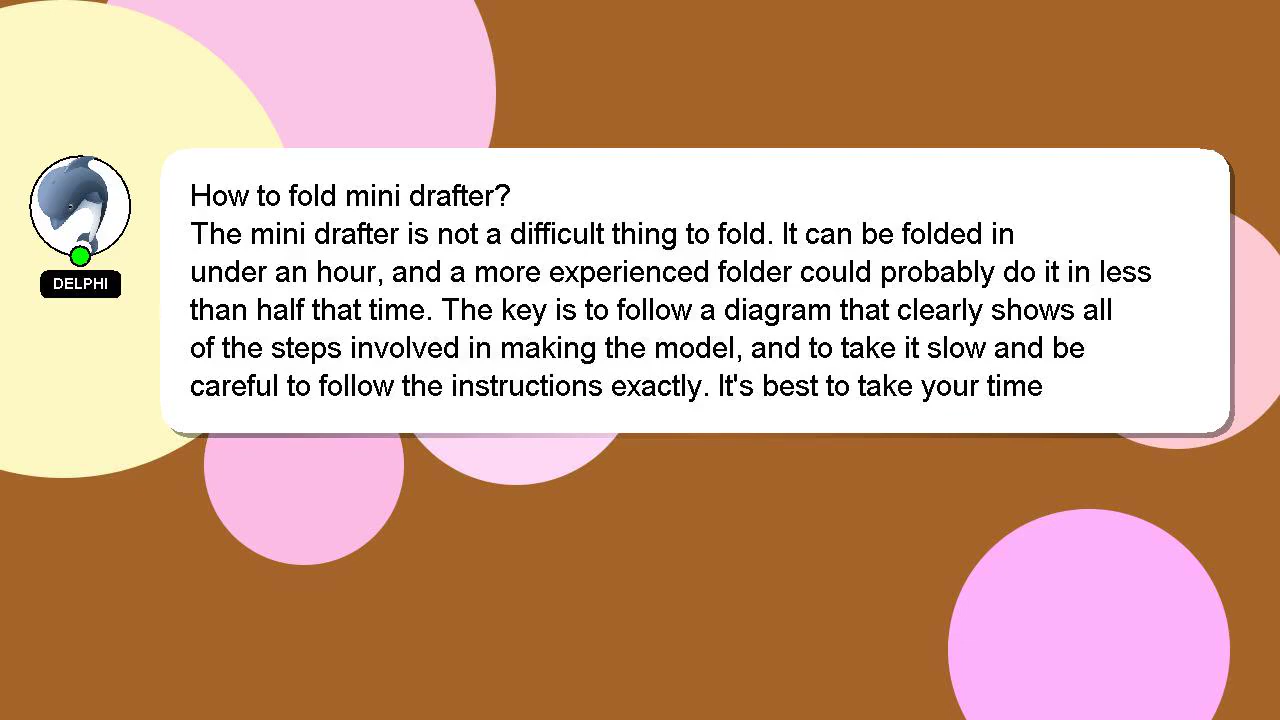 How to fold mini drafter?
The mini drafter is not a difficult thing to fold. It can be folded in
under an hour, and a more experienced folder could probably do it in less
than half that time. The key is to follow a diagram that clearly shows all
of the steps involved in making the model, and to take it slow and be
careful to follow the instructions exactly. It's best to take your time
DELPHI